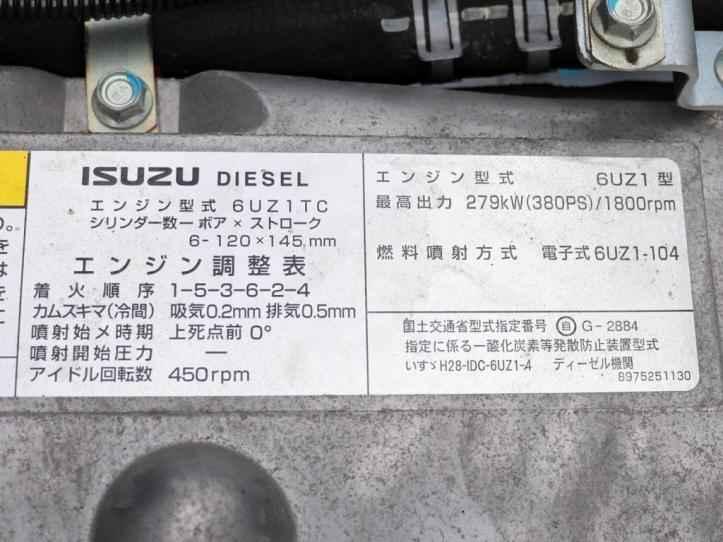 ISUZU DIESEL
エンジン型式 6UZ1TC
シリンダー数ーボア×ストローク
6-120×145mm
エンジン調整表
着火順序 1-5-3-6-2-4
カムスキマ(冷間) 吸気0.2mm 排気0.5mm
噴射始メ時期 上死点前 0°
噴射開始圧力 ―
アイドル回転数 450rpm
エンジン型式 6UZ1型
最高出力 279kW(380PS)/1800rpm
燃料噴射方式 電子式6UZ1-104
国土交通省型式指定番号 自 G-2884
指定に係る一酸化炭素等発散防止装置型式
いすゞH28-IDC-6UZ1-4 ディーゼル機関
8975251130